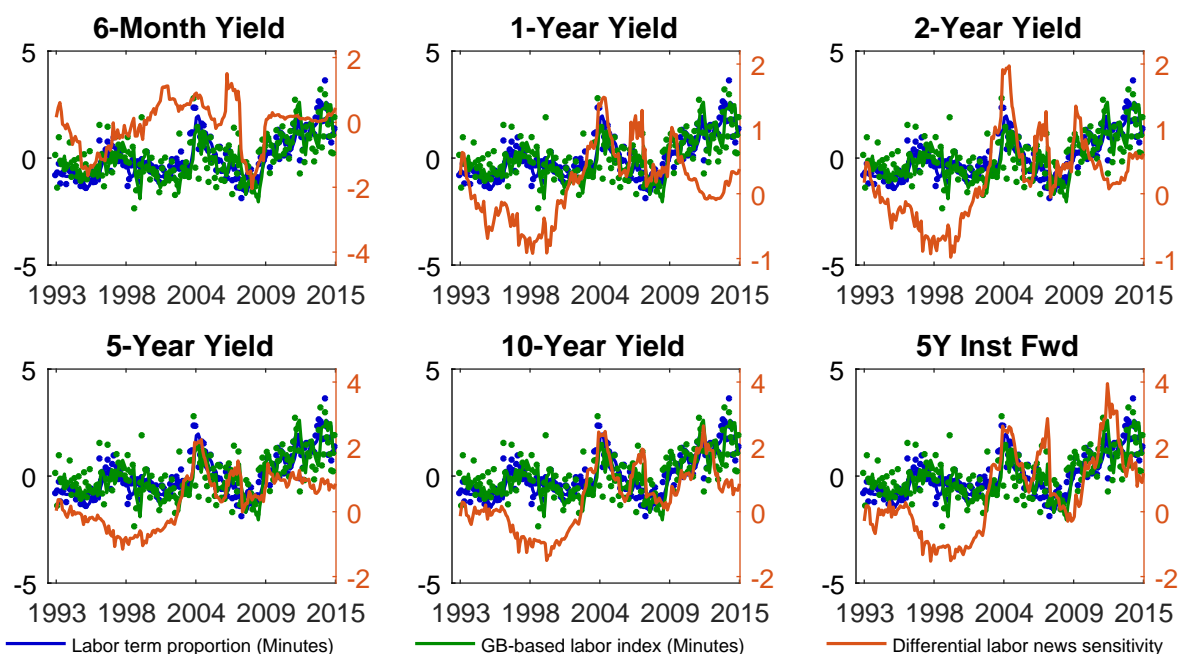 6-Month Yield
1-Year Yield
2-Year Yield
5
0
-5
2
0
-2
-4
1993 1998 2004 2009 2015
5
0
-5
2
1
0
-1
1993 1998 2004 2009 2015
5
0
-5
2
1
0
-1
1993 1998 2004 2009 2015
5-Year Yield
10-Year Yield
5Y Inst Fwd
5
0
-5
4
2
0
-2
1993 1998 2004 2009 2015
5
0
-5
4
2
0
-2
1993 1998 2004 2009 2015
5
0
-5
4
2
0
-2
1993 1998 2004 2009 2015
Labor term proportion (Minutes)
GB-based labor index (Minutes)
Differential labor news sensitivity